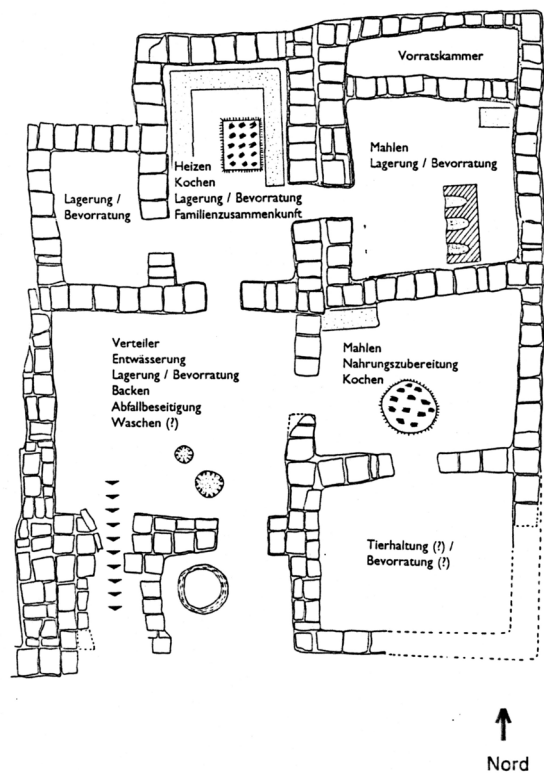 Vorratskammer
Mahlen
Lagerung / Bevorratung
Heizen
Kochen
Lagerung / Bevorratung
Familienzusammenkunft
Lagerung /
Bevorratung
Verteiler
Entwässerung
Lagerung / Bevorratung
Backen
Abfallbeseitigung
Waschen (?)
Mahlen
Nahrungszubereitung
Kochen
Tierhaltung (?) /
Bevorratung (?)
Nord